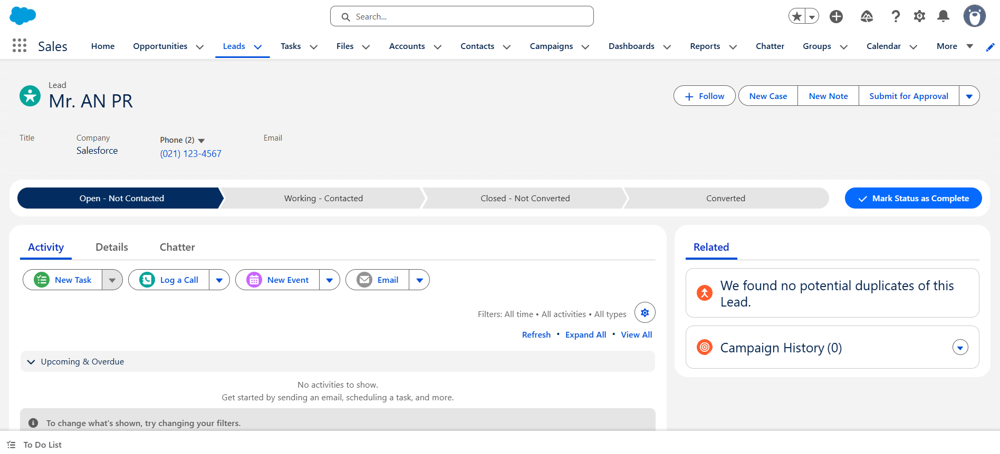 Search...
Sales
Home
Opportunities
Leads
Tasks
Files
Accounts
Contacts
Campaigns
Dashboards
Reports
Chatter
Groups
Calendar
More
Lead
Mr. AN PR
Follow
New Case
New Note
Submit for Approval
Title
Company
Salesforce
Phone (2)
(021) 123-4567
Email
Open - Not Contacted
Working - Contacted
Closed - Not Converted
Converted
Mark Status as Complete
Activity
Details
Chatter
New Task
Log a Call
New Event
Email
Filters: All time • All activities • All types
Refresh • Expand All • View All
Upcoming & Overdue
No activities to show.
Get started by sending an email, scheduling a task, and more.
To change what's shown, try changing your filters.
Related
We found no potential duplicates of this
Lead.
Campaign History (0)
To Do List